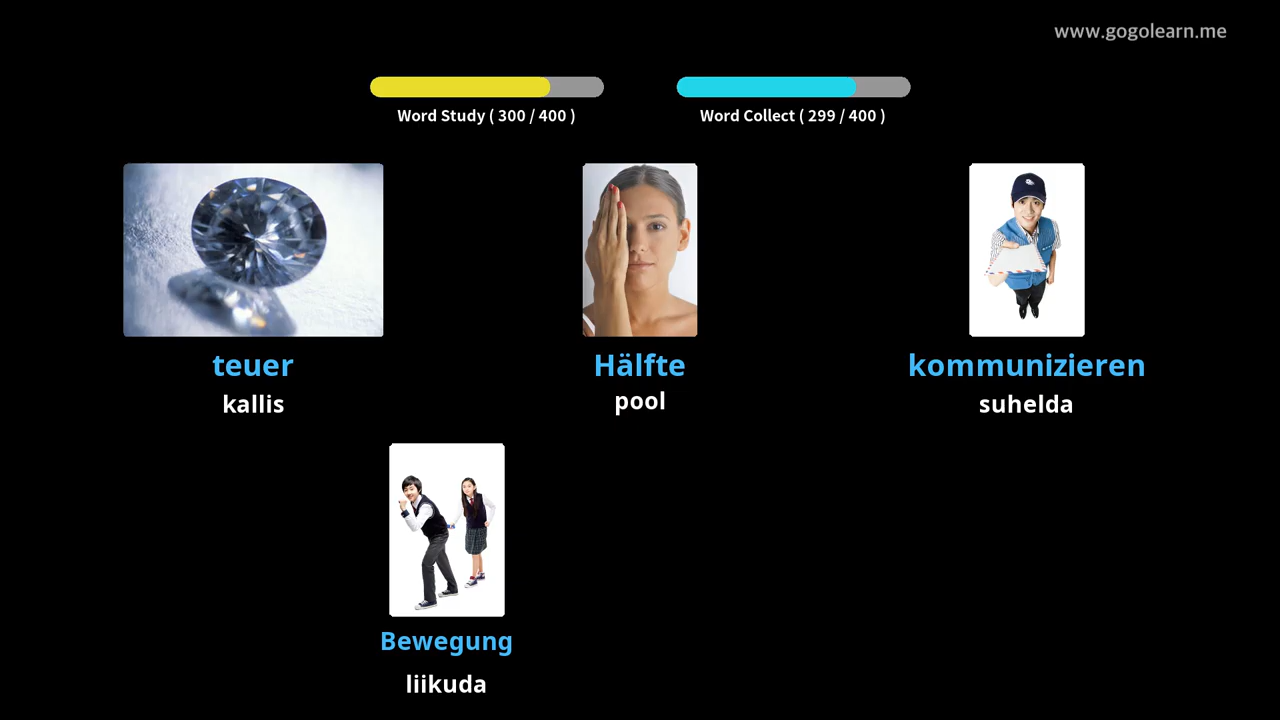 www.gogolearn.me
Word Study ( 300 / 400 )
Word Collect ( 299 / 400 )
teuer
kallis
Hälfte
pool
kommunizieren
suhelda
Bewegung
liikuda